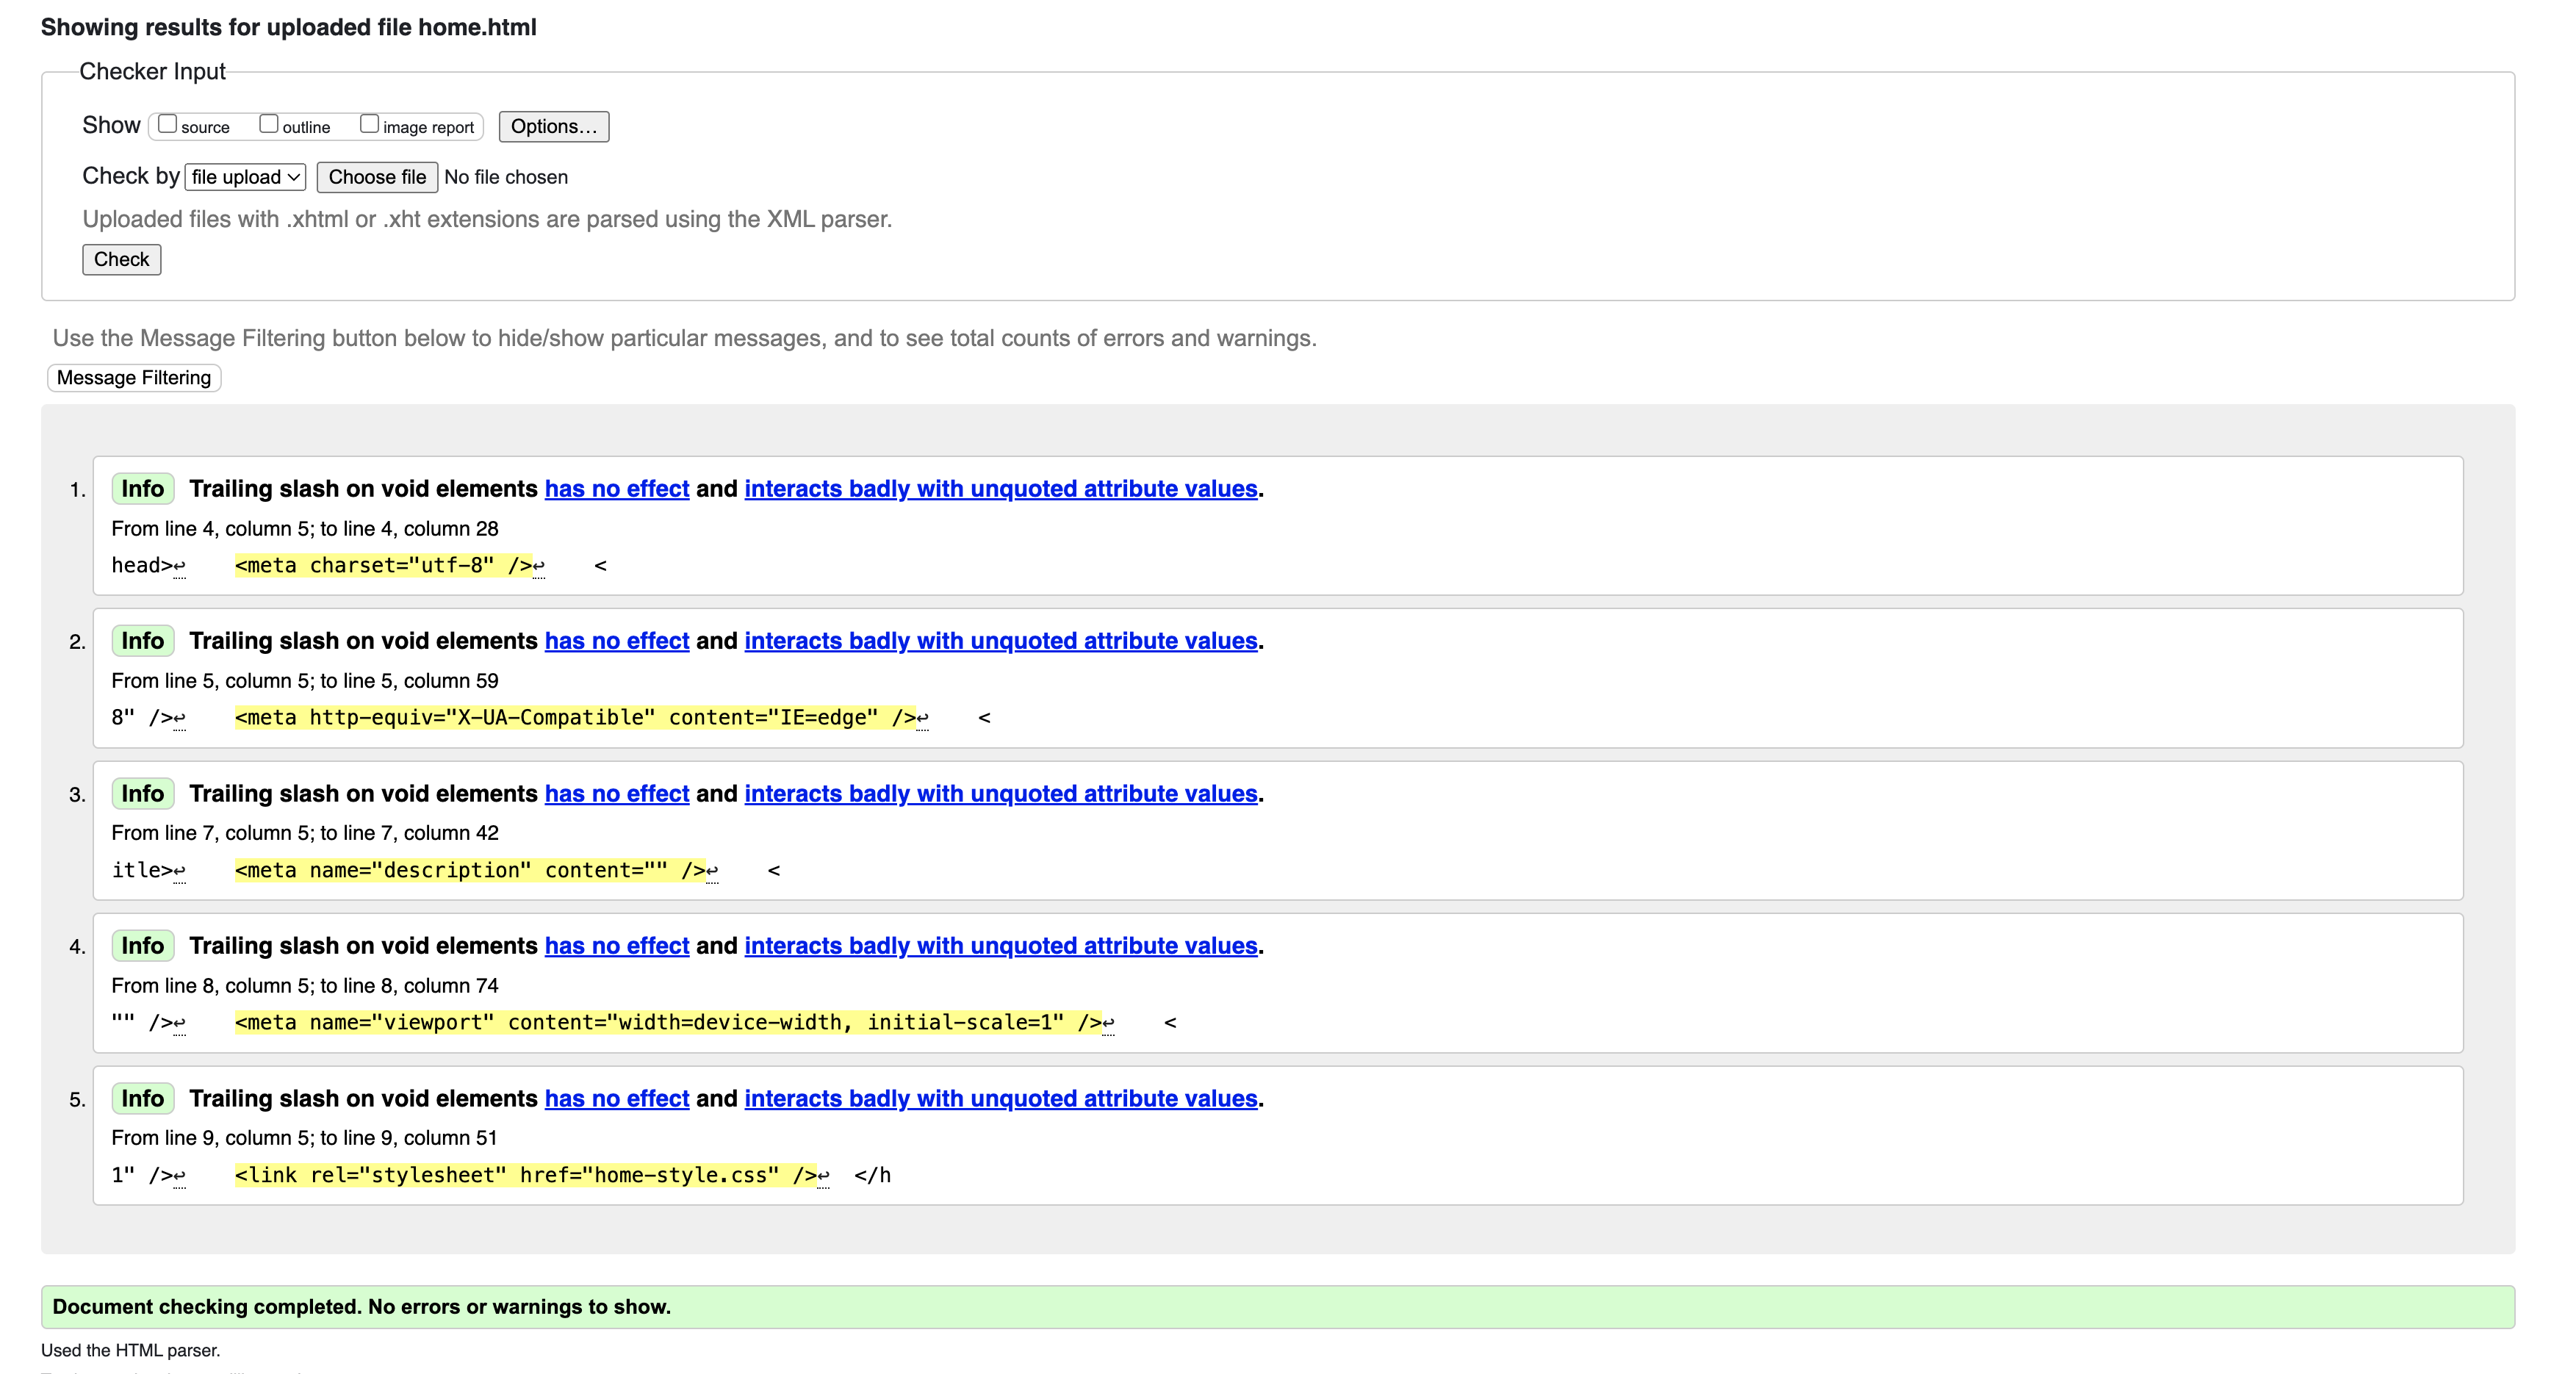 Showing results for uploaded file home.html
Checker Input
Show source outline image report Options...
Check by file upload Choose file No file chosen
Uploaded files with .xhtml or .xht extensions are parsed using the XML parser.
Check
Use the Message Filtering button below to hide/show particular messages, and to see total counts of errors and warnings.
Message Filtering
1. Info Trailing slash on void elements has no effect and interacts badly with unquoted attribute values.
From line 4, column 5; to line 4, column 28
head>↩ <meta charset="utf-8" />↩ <
2. Info Trailing slash on void elements has no effect and interacts badly with unquoted attribute values.
From line 5, column 5; to line 5, column 59
8" />↩ <meta http-equiv="X-UA-Compatible" content="IE=edge" />↩ <
3. Info Trailing slash on void elements has no effect and interacts badly with unquoted attribute values.
From line 7, column 5; to line 7, column 42
itle>↩ <meta name="description" content="" />↩ <
4. Info Trailing slash on void elements has no effect and interacts badly with unquoted attribute values.
From line 8, column 5; to line 8, column 74
"" />↩ <meta name="viewport" content="width=device-width, initial-scale=1" />↩ <
5. Info Trailing slash on void elements has no effect and interacts badly with unquoted attribute values.
From line 9, column 5; to line 9, column 51
1" />↩ <link rel="stylesheet" href="home-style.css" />↩ </h
Document checking completed. No errors or warnings to show.
Used the HTML parser.